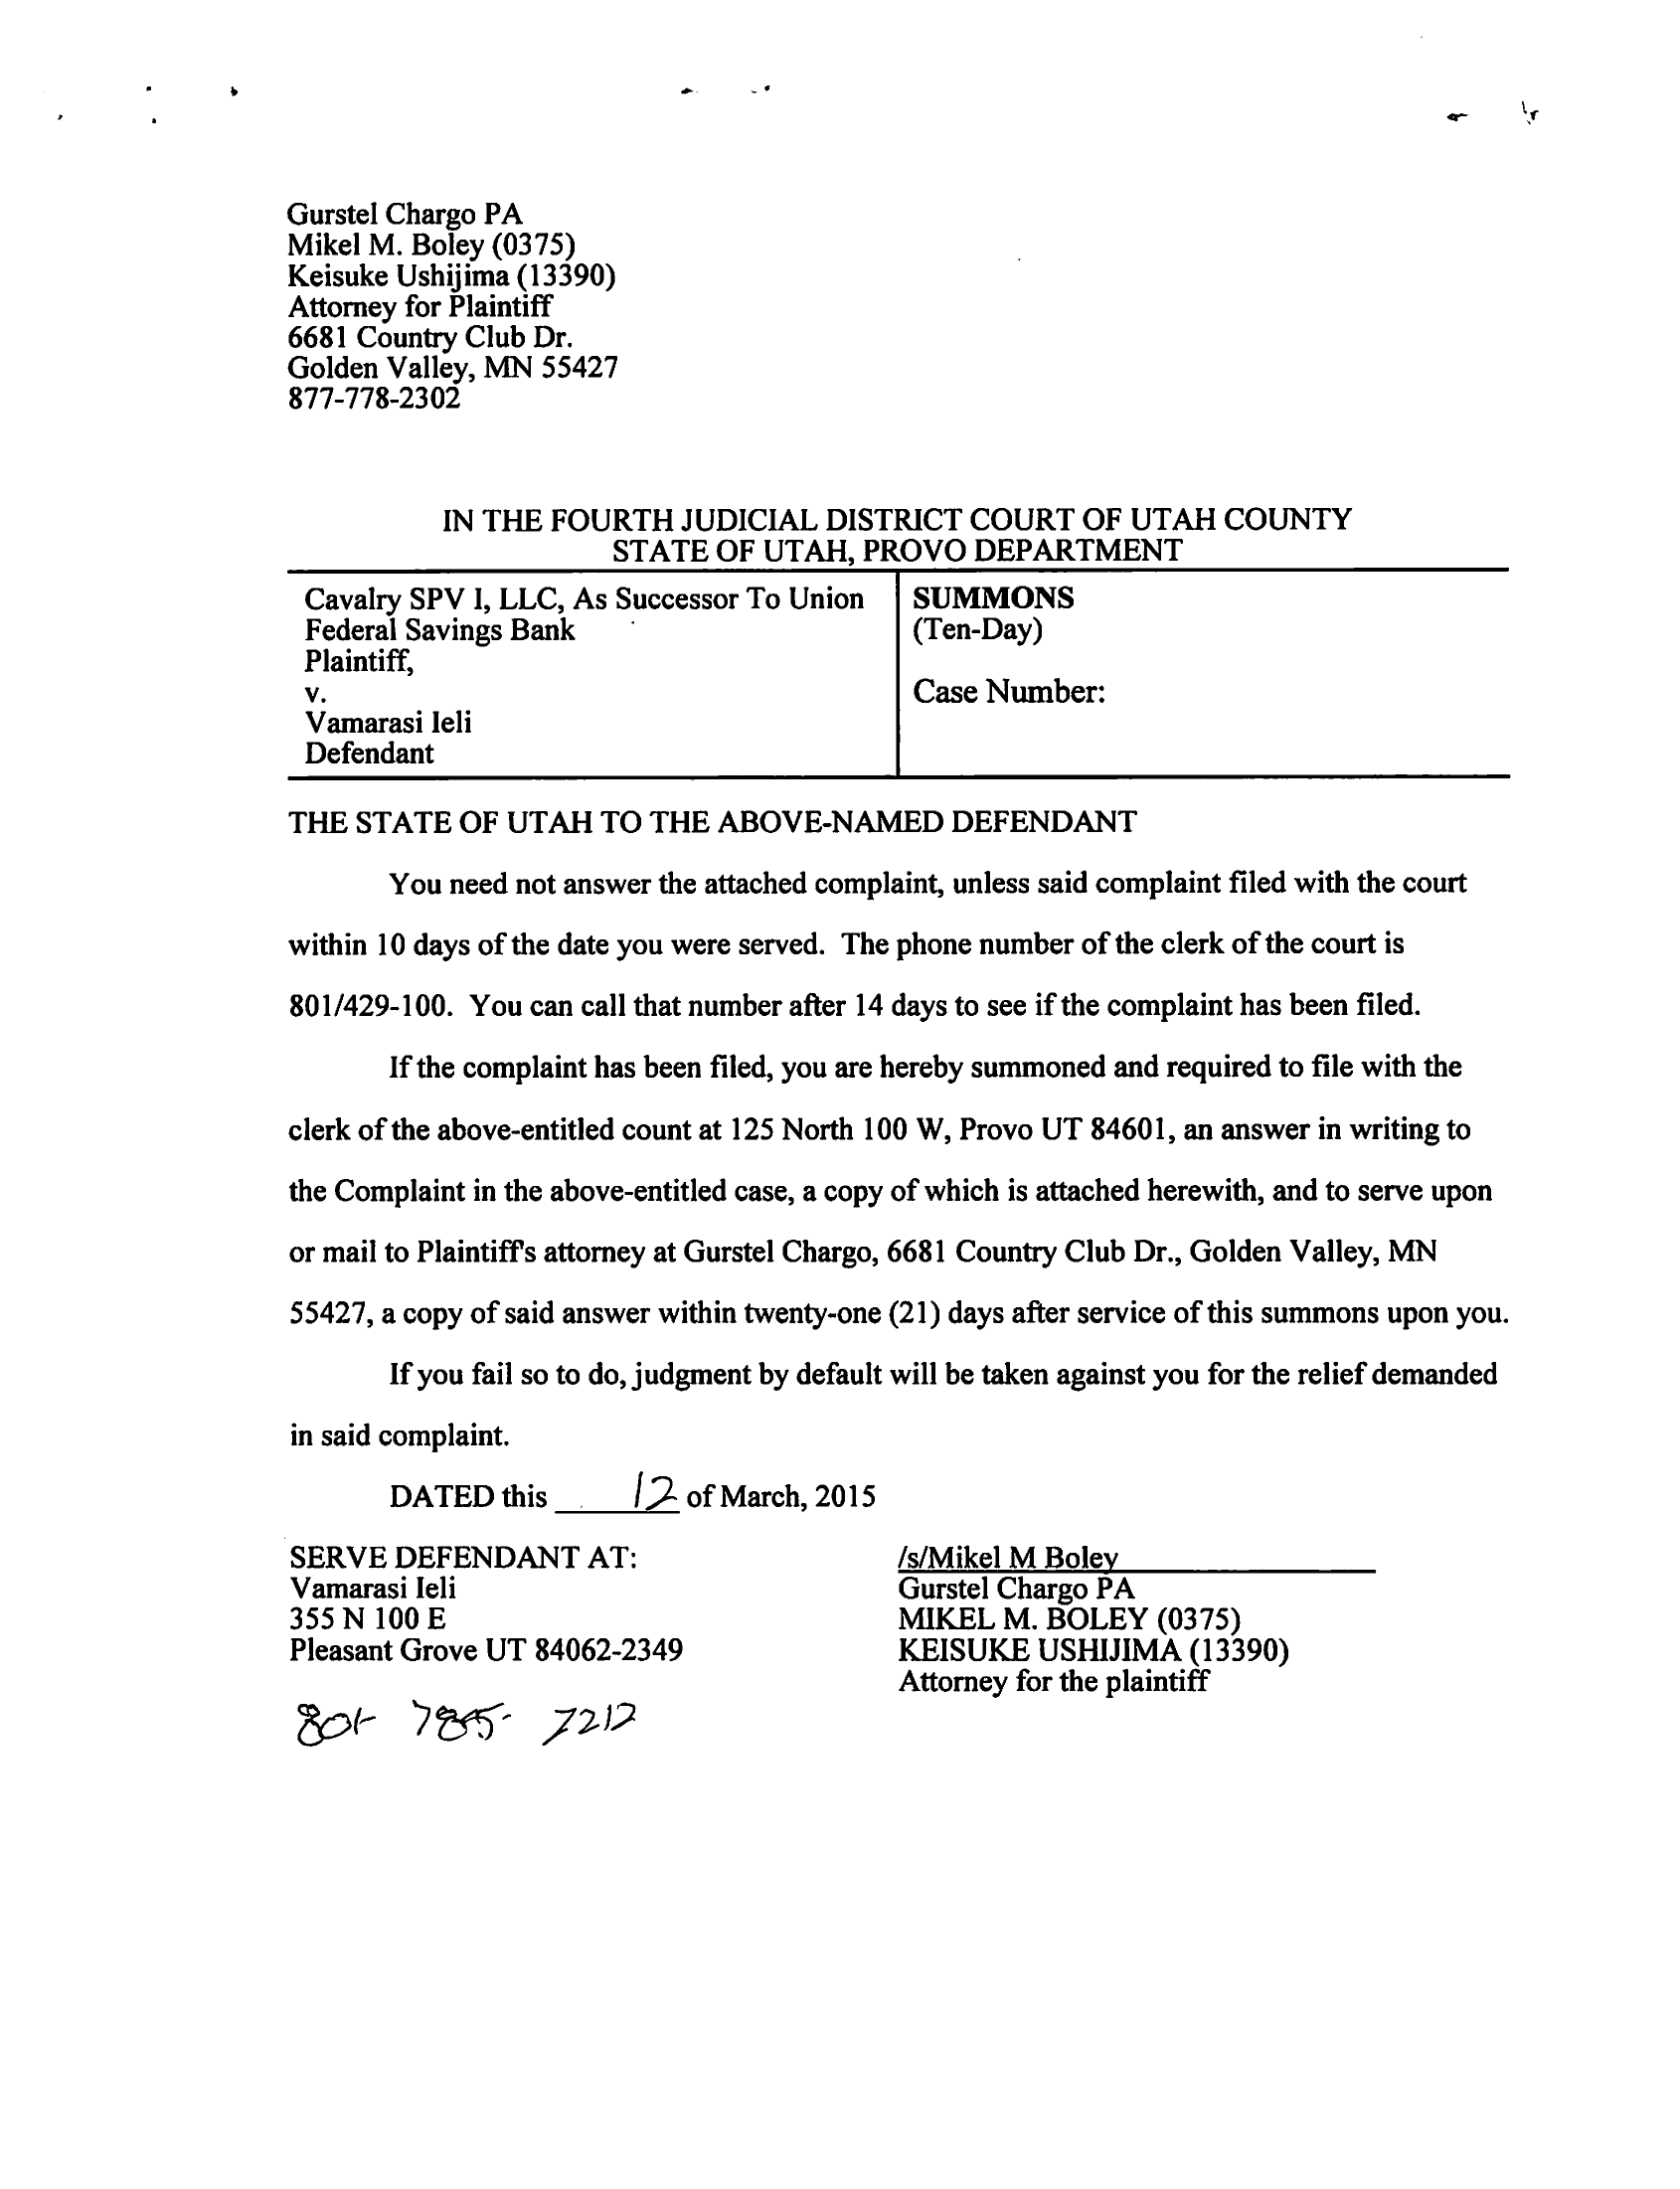 Gurstel Chargo PA
Mikel M. Boley (0375)
Keisuke Ushijima (13390)
Attorney for Plaintiff
6681 Country Club Dr.
Golden Valley, MN 55427
877-778-2302
IN THE FOURTH JUDICIAL DISTRICT COURT OF UTAH COUNTY
STATE OF UTAH, PROVO DEPARTMENT
Cavalry SPV I, LLC, As Successor To Union
Federal Savings Bank
Plaintiff,
v.
Vamarasi Ieli
Defendant
SUMMONS
(Ten-Day)
Case Number:
THE STATE OF UTAH TO THE ABOVE-NAMED DEFENDANT
You need not answer the attached complaint, unless said complaint filed with the court
within 10 days of the date you were served. The phone number of the clerk of the court is
801/429-100. You can call that number after 14 days to see if the complaint has been filed.
If the complaint has been filed, you are hereby summoned and required to file with the
clerk of the above-entitled count at 125 North 100 W, Provo UT 84601, an answer in writing to
the Complaint in the above-entitled case, a copy of which is attached herewith, and to serve upon
or mail to Plaintiff's attorney at Gurstel Chargo, 6681 Country Club Dr., Golden Valley, MN
55427, a copy of said answer within twenty-one (21) days after service of this summons upon you.
If you fail so to do, judgment by default will be taken against you for the relief demanded
in said complaint.
DATED this 12 of March, 2015
SERVE DEFENDANT AT:
Vamarasi Ieli
355 N 100 E
Pleasant Grove UT 84062-2349
801- 785- 7212
/s/Mikel M Boley
Gurstel Chargo PA
MIKEL M. BOLEY (0375)
KEISUKE USHIJIMA (13390)
Attorney for the plaintiff